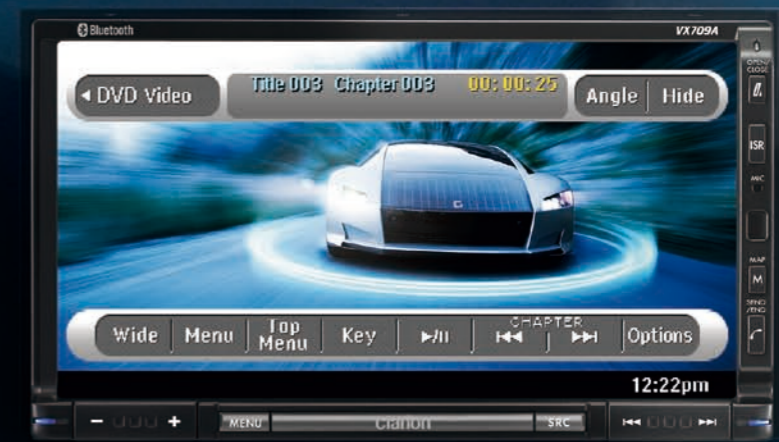 Bluetooth
VX709A
DVD Video
Title 003 Chapter 003 00:00:25
Angle
Hide
OPEN/
CLOSE
ISR
MIC
MAP
M
SEND
/END
Wide
Menu
Top
Menu
Key
CHAPTER
Options
12:22pm
MENU
Clarion
SRC